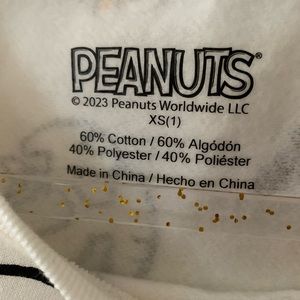 PEANUTS®
© 2023 Peanuts Worldwide LLC
XS(1)
60% Cotton / 60% Algódón
40% Polyester / 40% Poliéster
Made in China / Hecho en China